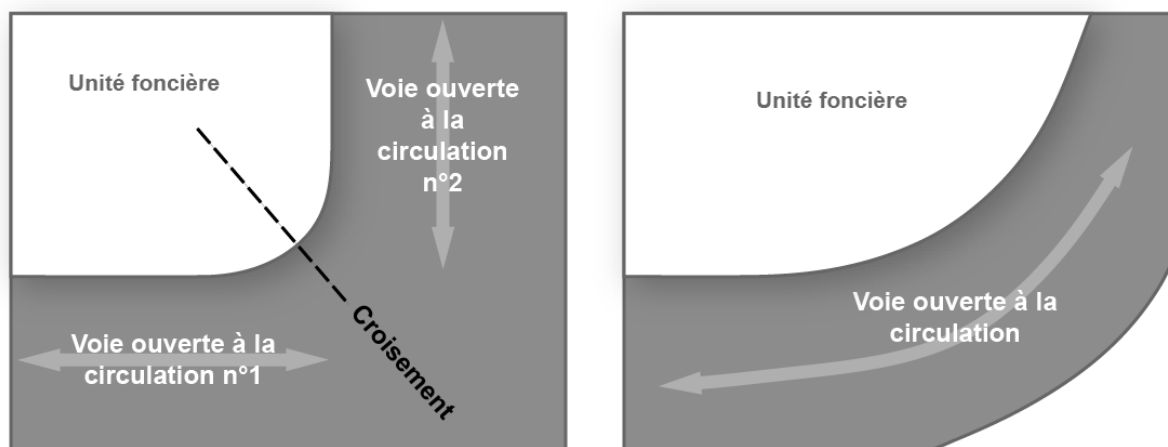 Unité foncière
Voie ouverte
à la
circulation
n°2
Voie ouverte à la
circulation n°1
Croisement
Unité foncière
Voie ouverte à la
circulation